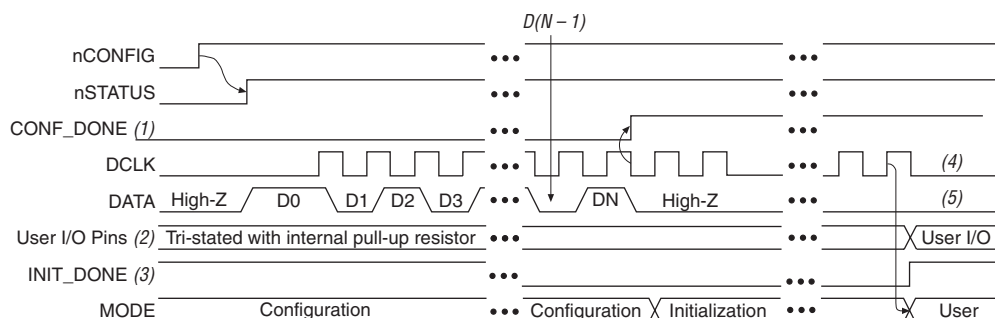 D(N – 1)
nCONFIG
nSTATUS
CONF_DONE (1)
DCLK (4)
DATA High-Z D0 D1 D2 D3 DN High-Z (5)
User I/O Pins (2) Tri-stated with internal pull-up resistor User I/O
INIT_DONE (3)
MODE Configuration Configuration Initialization User